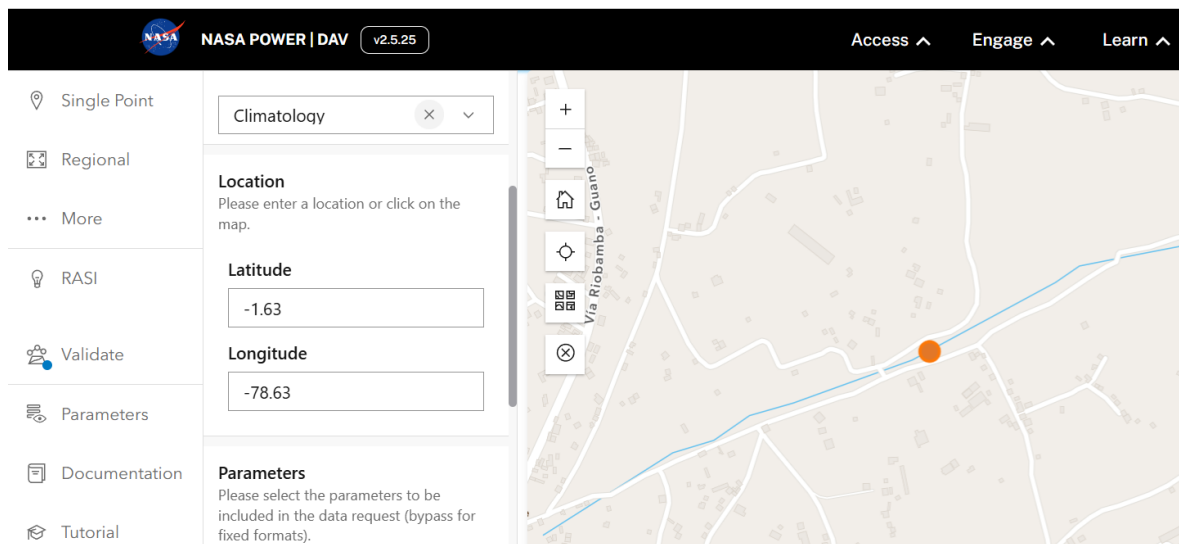 NASA
NASA POWER | DAV v2.5.25
Access Engage Learn
Single Point
Regional
More
RASI
Validate
Parameters
Documentation
Tutorial
Climatology
Location
Please enter a location or click on the
map.
Latitude
-1.63
Longitude
-78.63
Parameters
Please select the parameters to be
included in the data request (bypass for
fixed formats).
Via Riobamba - Guano